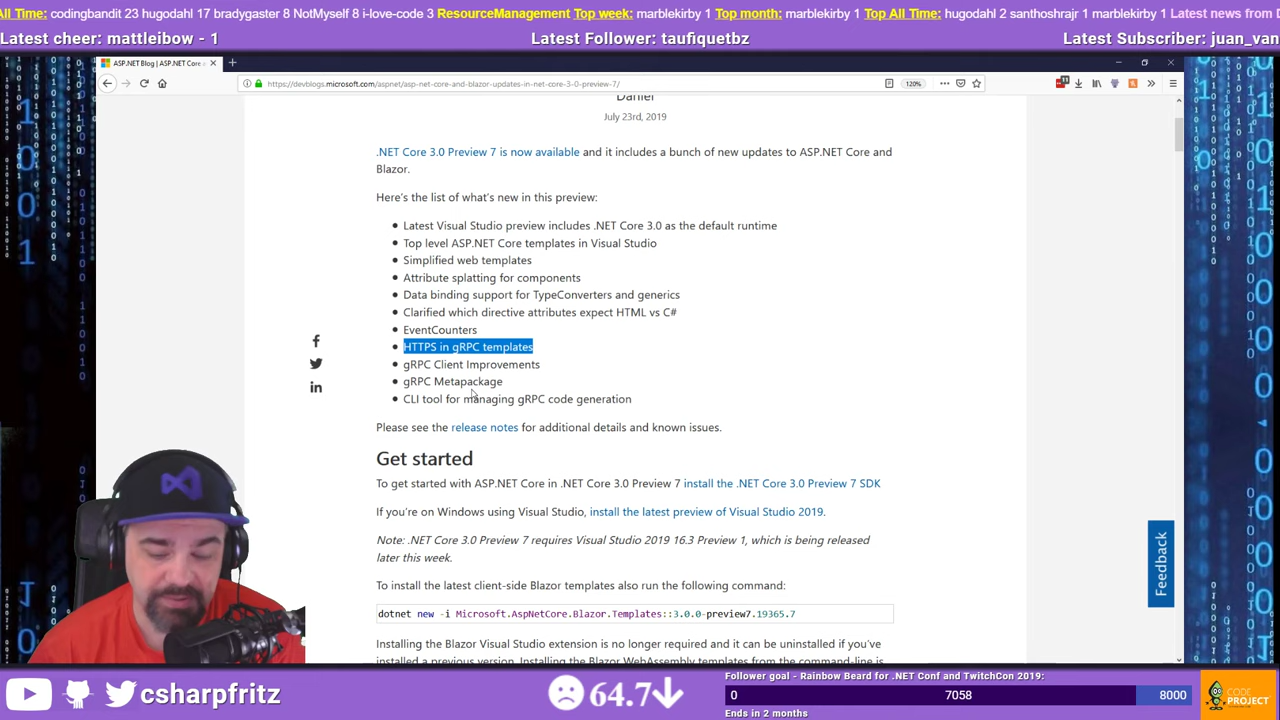 All Time: codingbandit 23 hugodahl 17 bradygaster 8 NotMyself 8 i-love-code 3 ResourceManagement Top week: marblekirby 1 Top month: marblekirby 1 Top All Time: hugodahl 2 santhoshrajr 1 marblekirby 1 Latest news from
Latest cheer: mattleibow - 1
Latest Follower: taufiquetbz
Latest Subscriber: juan_van
ASP.NET Blog | ASP.NET Core
https://devblogs.microsoft.com/aspnet/asp-net-core-and-blazor-updates-in-net-core-3-0-preview-7/
120%
Daniel
July 23rd, 2019
.NET Core 3.0 Preview 7 is now available and it includes a bunch of new updates to ASP.NET Core and
Blazor.
Here's the list of what's new in this preview:
Latest Visual Studio preview includes .NET Core 3.0 as the default runtime
Top level ASP.NET Core templates in Visual Studio
Simplified web templates
Attribute splatting for components
Data binding support for TypeConverters and generics
Clarified which directive attributes expect HTML vs C#
EventCounters
HTTPS in gRPC templates
gRPC Client Improvements
gRPC Metapackage
CLI tool for managing gRPC code generation
Please see the release notes for additional details and known issues.
Get started
To get started with ASP.NET Core in .NET Core 3.0 Preview 7 install the .NET Core 3.0 Preview 7 SDK
If you're on Windows using Visual Studio, install the latest preview of Visual Studio 2019.
Note: .NET Core 3.0 Preview 7 requires Visual Studio 2019 16.3 Preview 1, which is being released
later this week.
To install the latest client-side Blazor templates also run the following command:
dotnet new -i Microsoft.AspNetCore.Blazor.Templates::3.0.0-preview7.19365.7
Installing the Blazor Visual Studio extension is no longer required and it can be uninstalled if you've
installed a previous version. Installing the Blazor WebAssembly templates from the command-line is
Feedback
csharpfritz
64.7
Follower goal - Rainbow Beard for .NET Conf and TwitchCon 2019:
0 7058 8000
Ends in 2 months
CODE
PROJECT